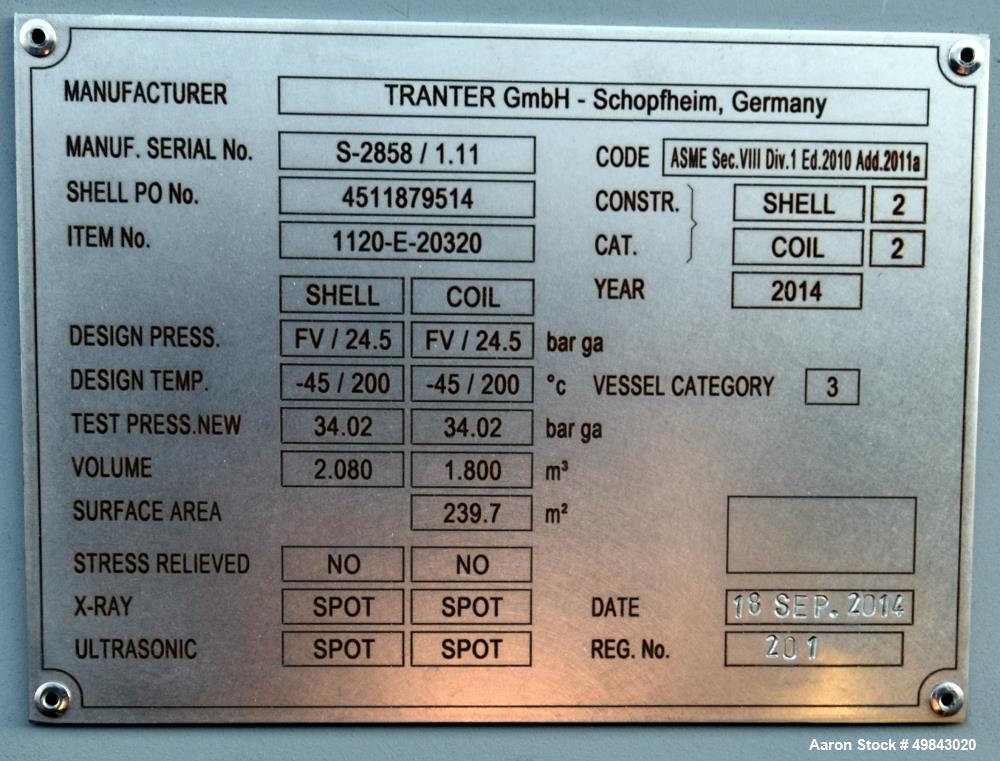 MANUFACTURER TRANTER GmbH - Schopfheim, Germany
MANUF. SERIAL No. S-2858 / 1.11 CODE ASME Sec.VIII Div.1 Ed.2010 Add.2011a
SHELL PO No. 4511879514 CONSTR. SHELL 2
ITEM No. 1120-E-20320 CAT. COIL 2
SHELL COIL YEAR 2014
DESIGN PRESS. FV / 24.5 FV / 24.5 bar ga
DESIGN TEMP. -45 / 200 -45 / 200 °c VESSEL CATEGORY 3
TEST PRESS.NEW 34.02 34.02 bar ga
VOLUME 2.080 1.800 m³
SURFACE AREA 239.7 m²
STRESS RELIEVED NO NO
X-RAY SPOT SPOT DATE 18 SEP. 2014
ULTRASONIC SPOT SPOT REG. No. 201
Aaron Stock # 49843020